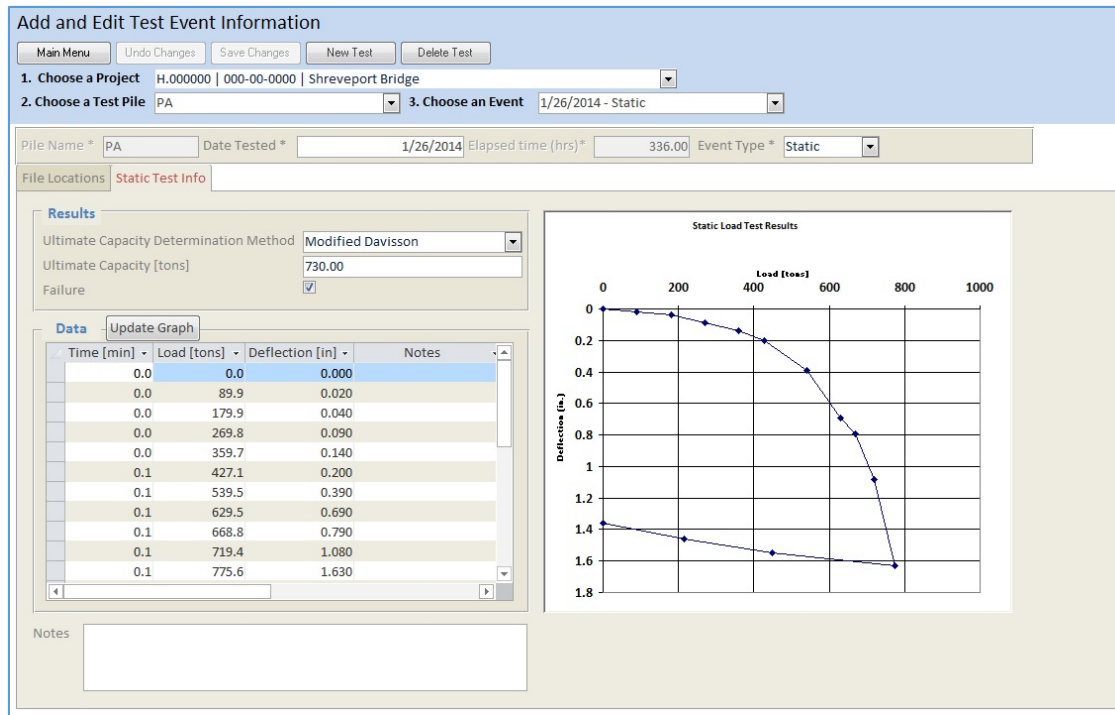 Add and Edit Test Event Information
Main Menu Undo Changes Save Changes New Test Delete Test
1. Choose a Project H.000000 | 000-00-0000 | Shreveport Bridge
2. Choose a Test Pile PA 3. Choose an Event 1/26/2014 - Static
Pile Name * PA Date Tested * 1/26/2014 Elapsed time (hrs)* 336.00 Event Type * Static
File Locations Static Test Info
Results
Ultimate Capacity Determination Method Modified Davisson
Ultimate Capacity [tons] 730.00
Failure
Data Update Graph
Time [min] Load [tons] Deflection [in] Notes
0.0 0.0 0.000
0.0 89.9 0.020
0.0 179.9 0.040
0.0 269.8 0.090
0.0 359.7 0.140
0.1 427.1 0.200
0.1 539.5 0.390
0.1 629.5 0.690
0.1 668.8 0.790
0.1 719.4 1.080
0.1 775.6 1.630
Notes
Static Load Test Results
Load [tons]
0 200 400 600 800 1000
Deflection (in.)
0
0.2
0.4
0.6
0.8
1
1.2
1.4
1.6
1.8